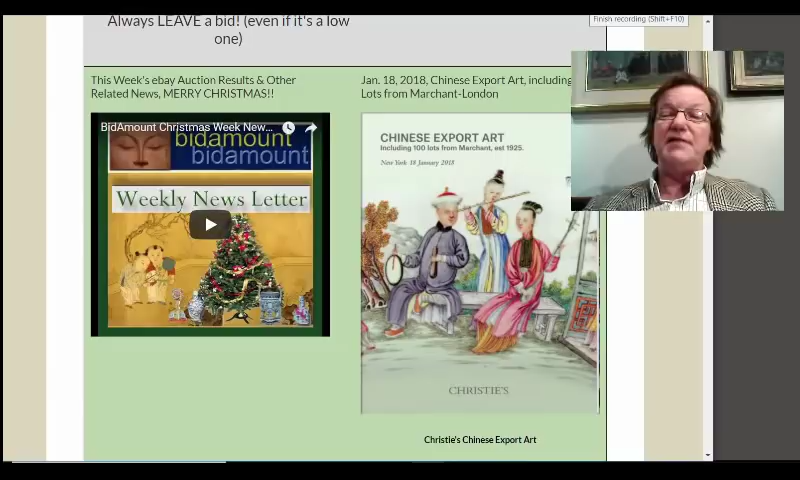 Always LEAVE a bid! (even if it's a low
one)
Finish recording (Shift+F10)
This Week's ebay Auction Results & Other
Related News, MERRY CHRISTMAS!!
Jan. 18, 2018, Chinese Export Art, including
Lots from Marchant-London
BidAmount Christmas Week New...
bidamount
bidamount
Weekly News Letter
CHINESE EXPORT ART
Including 100 lots from Marchant, est 1925.
New York 18 January 2018
CHRISTIE'S
Christie's Chinese Export Art